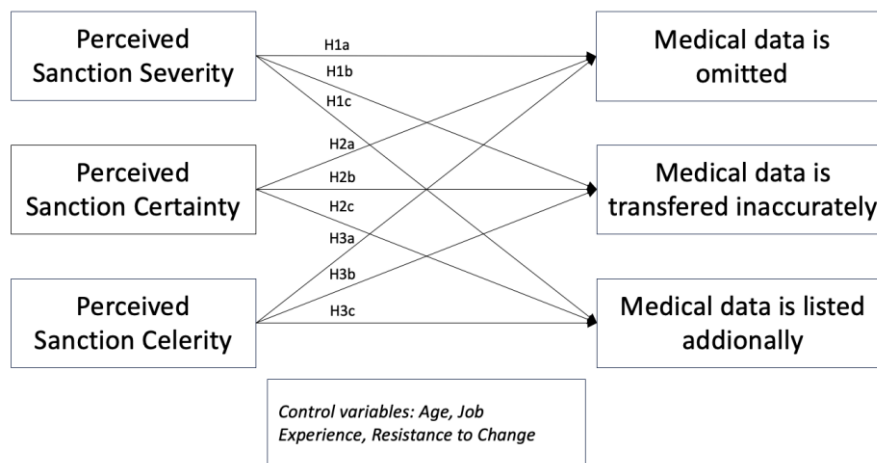 Perceived
Sanction Severity
H1a
H1b
H1c
Medical data is
omitted
Perceived
Sanction Certainty
H2a
H2b
H2c
Medical data is
transfered inaccurately
Perceived
Sanction Celerity
H3a
H3b
H3c
Medical data is listed
addionally
Control variables: Age, Job
Experience, Resistance to Change